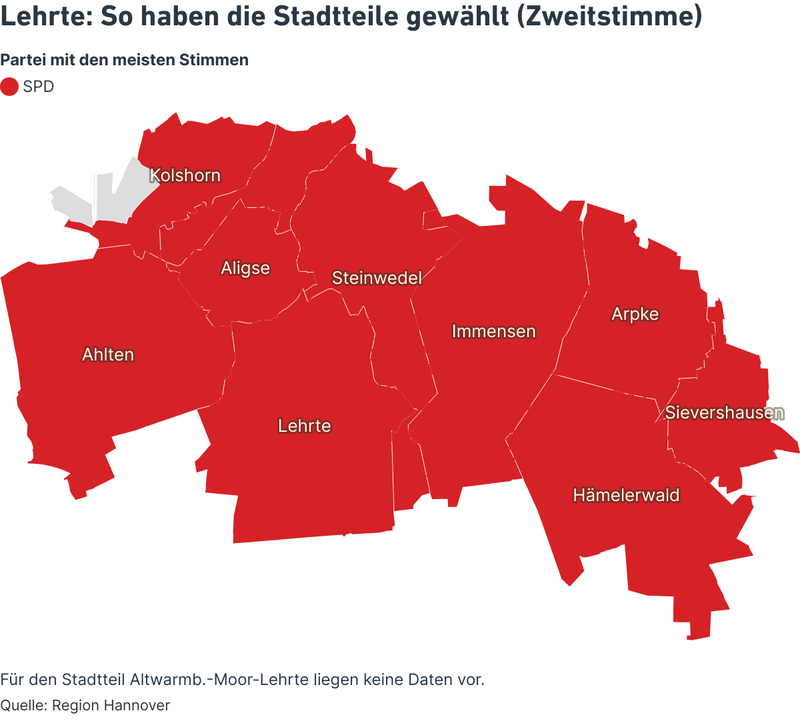 Lehrte: So haben die Stadtteile gewählt (Zweitstimme)
Partei mit den meisten Stimmen
SPD
Kolshorn
Aligse
Steinwedel
Arpke
Immensen
Ahlten
Sievershausen
Lehrte
Hämelerwald
Für den Stadtteil Altwarmb.-Moor-Lehrte liegen keine Daten vor.
Quelle: Region Hannover